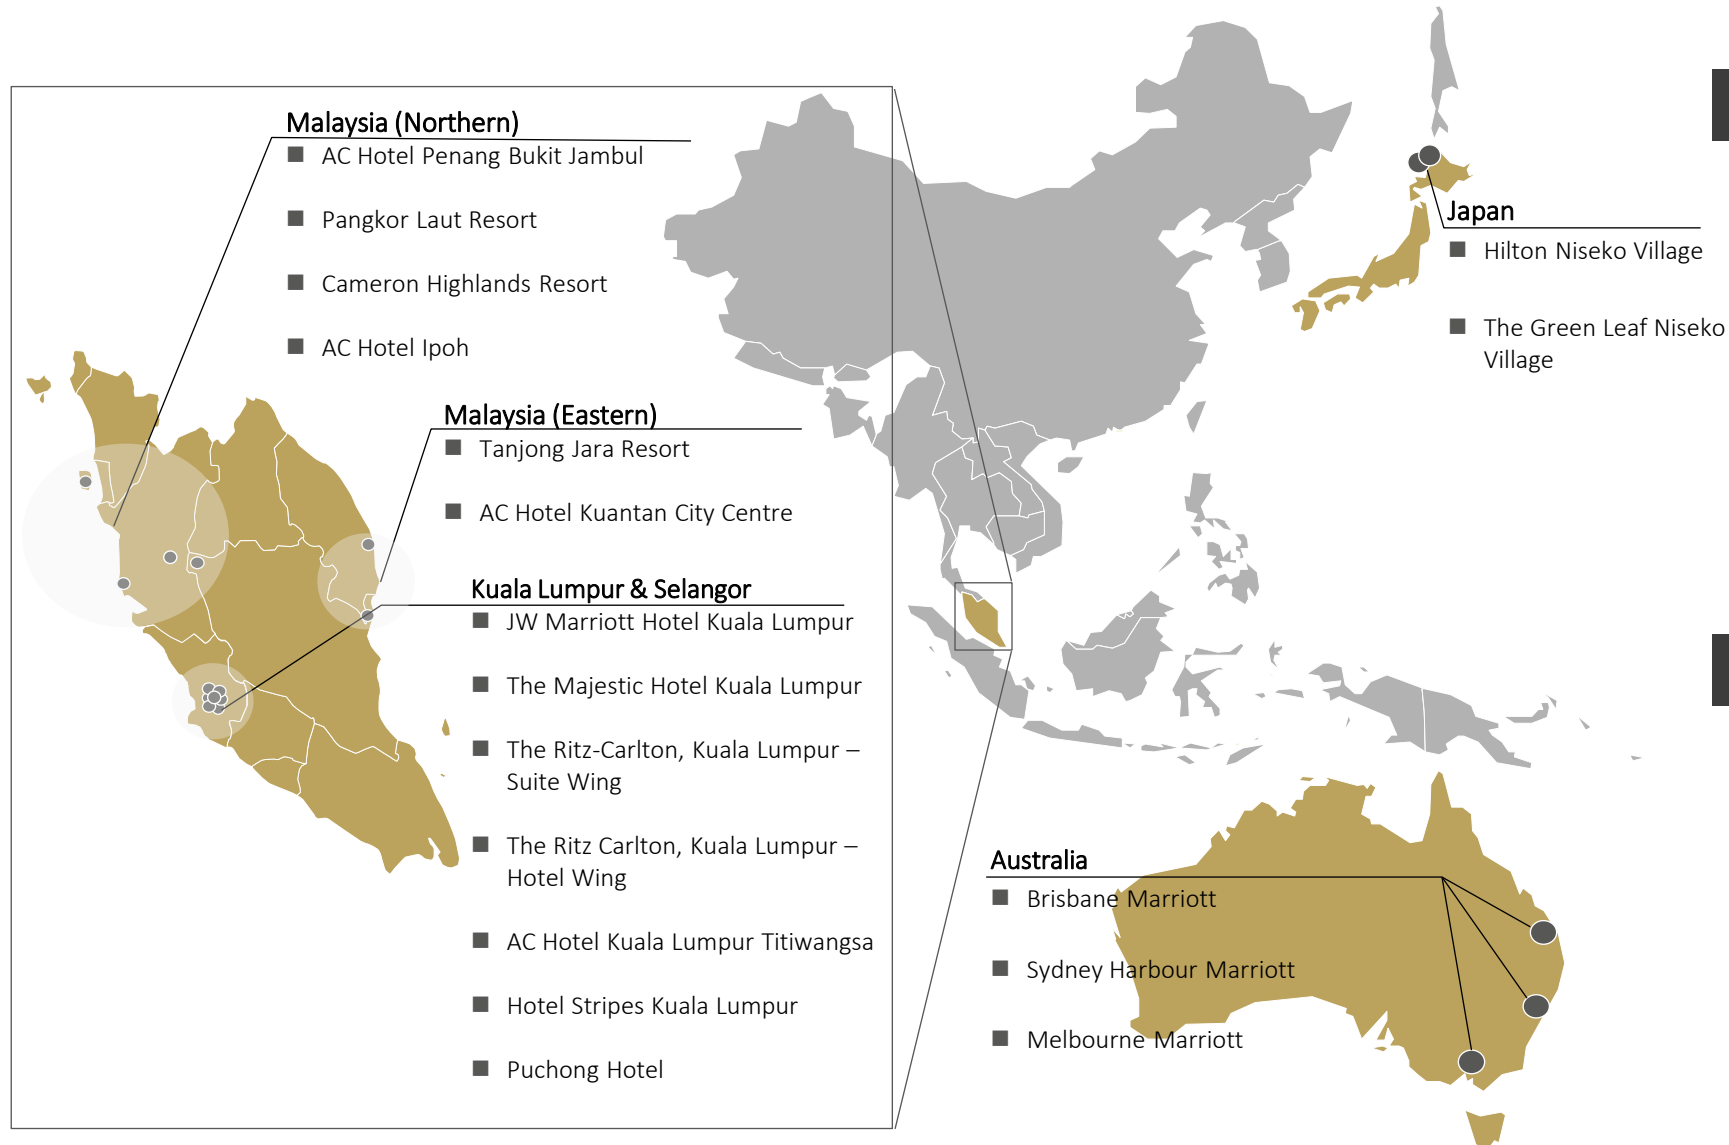 Malaysia (Northern)
AC Hotel Penang Bukit Jambul
Pangkor Laut Resort
Cameron Highlands Resort
AC Hotel Ipoh
Malaysia (Eastern)
Tanjong Jara Resort
AC Hotel Kuantan City Centre
Kuala Lumpur & Selangor
JW Marriott Hotel Kuala Lumpur
The Majestic Hotel Kuala Lumpur
The Ritz-Carlton, Kuala Lumpur –
Suite Wing
The Ritz Carlton, Kuala Lumpur –
Hotel Wing
AC Hotel Kuala Lumpur Titiwangsa
Hotel Stripes Kuala Lumpur
Puchong Hotel
Japan
Hilton Niseko Village
The Green Leaf Niseko
Village
Australia
Brisbane Marriott
Sydney Harbour Marriott
Melbourne Marriott